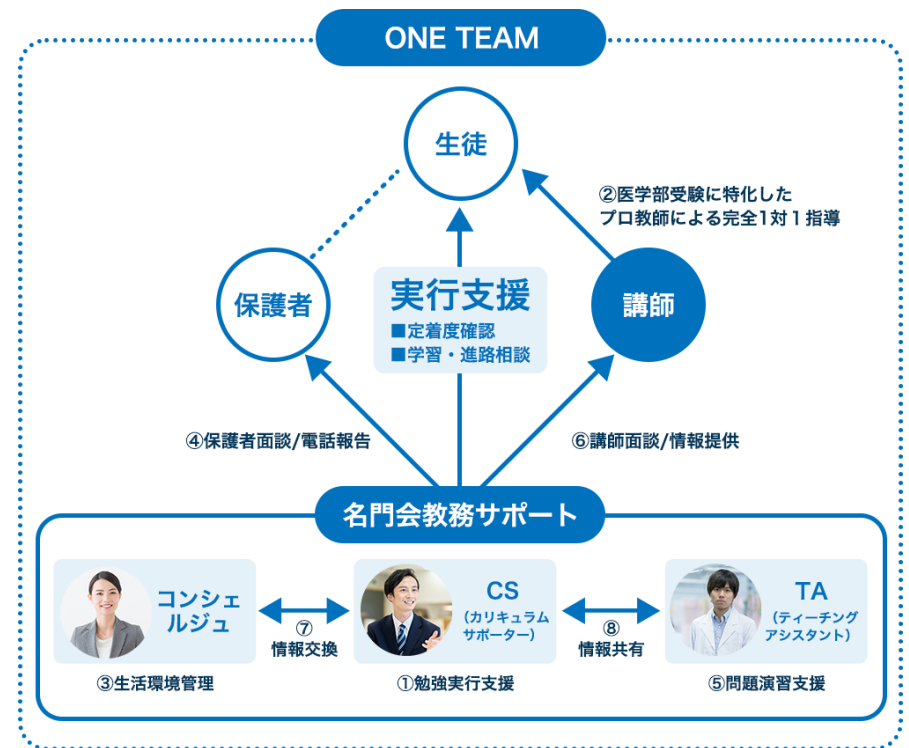 ONE TEAM
生徒
②医学部受験に特化した
プロ教師による完全1対１指導
保護者
実行支援
■定着度確認
■学習・進路相談
講師
④保護者面談/電話報告
⑥講師面談/情報提供
名門会教務サポート
コンシェ
ルジュ
⑦
情報交換
CS
（カリキュラム
サポーター）
⑧
情報共有
TA
（ティーチング
アシスタント）
③生活環境管理
①勉強実行支援
⑤問題演習支援